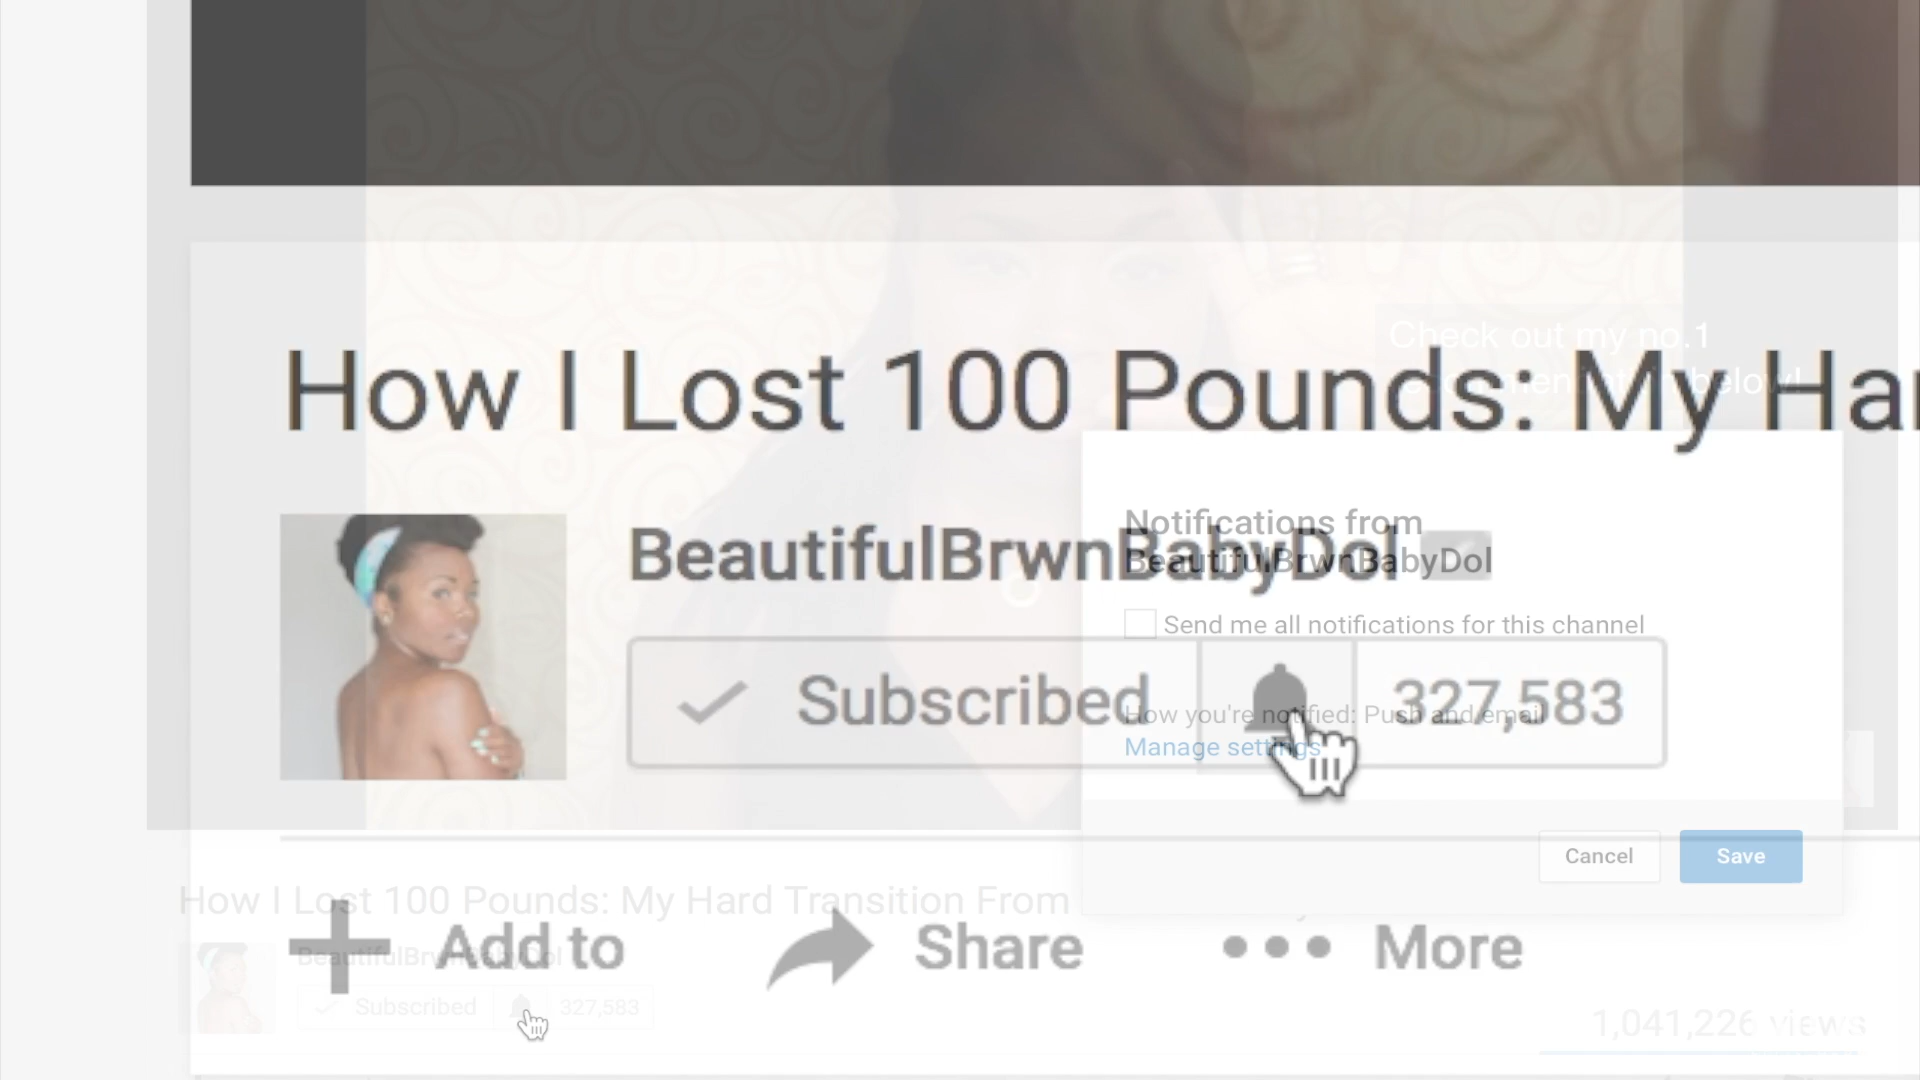 Check out my no.1
How I Lost 100 Pounds: My Har
below!
Notifications from
BeautifulBrwnBabyDol
BeautifulBrwnBabyDol
Send me all notifications for this channel
Subscribed
327,583
How you're notified: Push and email
Manage settings
Cancel
Save
How I Lost 100 Pounds: My Hard Transition From
Add to
Share
More
BeautifulBrwnBabyDol
Subscribed
327,583
1,041,226 views